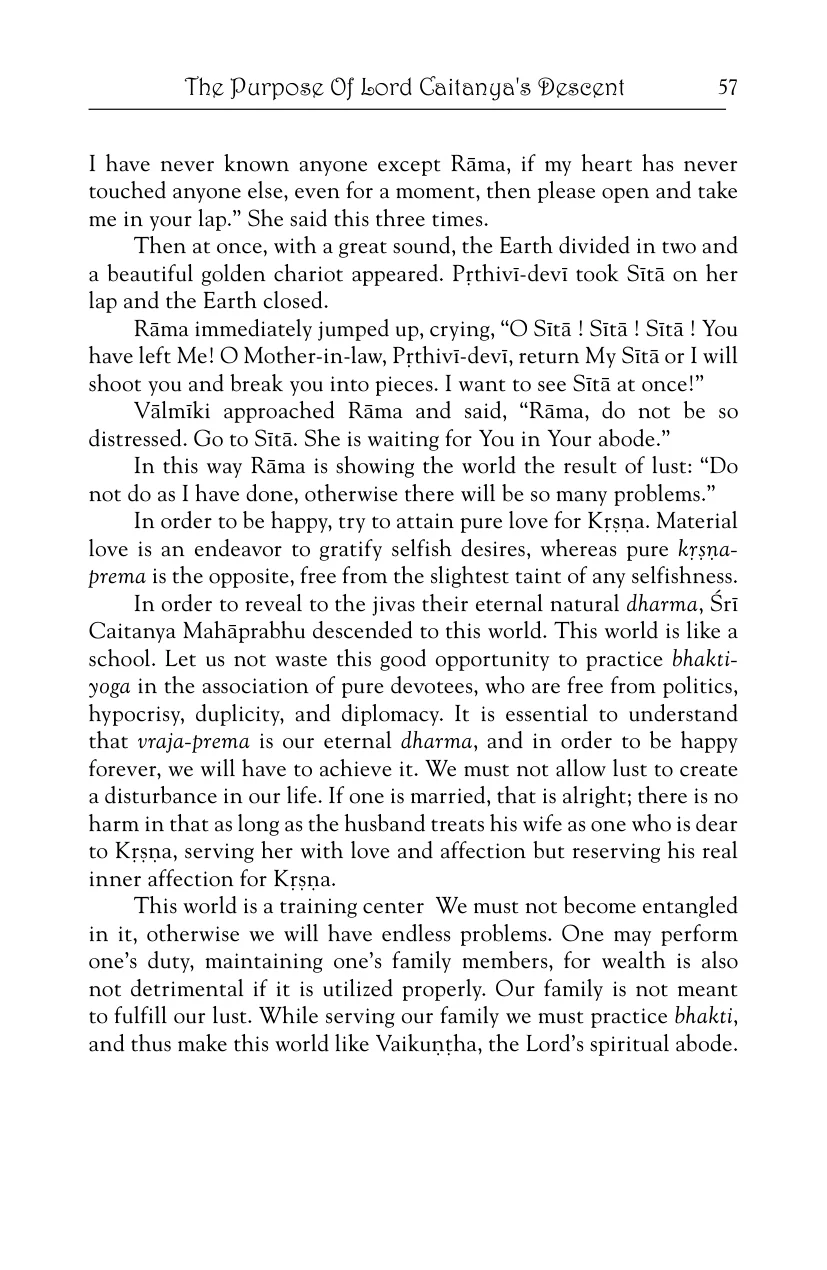 The Purpose Of Lord Caitanya's Descent 57
I have never known anyone except Rāma, if my heart has never
touched anyone else, even for a moment, then please open and take
me in your lap.” She said this three times.
Then at once, with a great sound, the Earth divided in two and
a beautiful golden chariot appeared. Pṛthivī-devī took Sītā on her
lap and the Earth closed.
Rāma immediately jumped up, crying, “O Sītā ! Sītā ! Sītā ! You
have left Me! O Mother-in-law, Pṛthivī-devī, return My Sītā or I will
shoot you and break you into pieces. I want to see Sītā at once!”
Vālmīki approached Rāma and said, “Rāma, do not be so
distressed. Go to Sītā. She is waiting for You in Your abode.”
In this way Rāma is showing the world the result of lust: “Do
not do as I have done, otherwise there will be so many problems.”
In order to be happy, try to attain pure love for Kṛṣṇa. Material
love is an endeavor to gratify selfish desires, whereas pure kṛṣṇa-
prema is the opposite, free from the slightest taint of any selfishness.
In order to reveal to the jivas their eternal natural dharma, Śrī
Caitanya Mahāprabhu descended to this world. This world is like a
school. Let us not waste this good opportunity to practice bhakti-
yoga in the association of pure devotees, who are free from politics,
hypocrisy, duplicity, and diplomacy. It is essential to understand
that vraja-prema is our eternal dharma, and in order to be happy
forever, we will have to achieve it. We must not allow lust to create
a disturbance in our life. If one is married, that is alright; there is no
harm in that as long as the husband treats his wife as one who is dear
to Kṛṣṇa, serving her with love and affection but reserving his real
inner affection for Kṛṣṇa.
This world is a training center We must not become entangled
in it, otherwise we will have endless problems. One may perform
one’s duty, maintaining one’s family members, for wealth is also
not detrimental if it is utilized properly. Our family is not meant
to fulfill our lust. While serving our family we must practice bhakti,
and thus make this world like Vaikuṇṭha, the Lord’s spiritual abode.